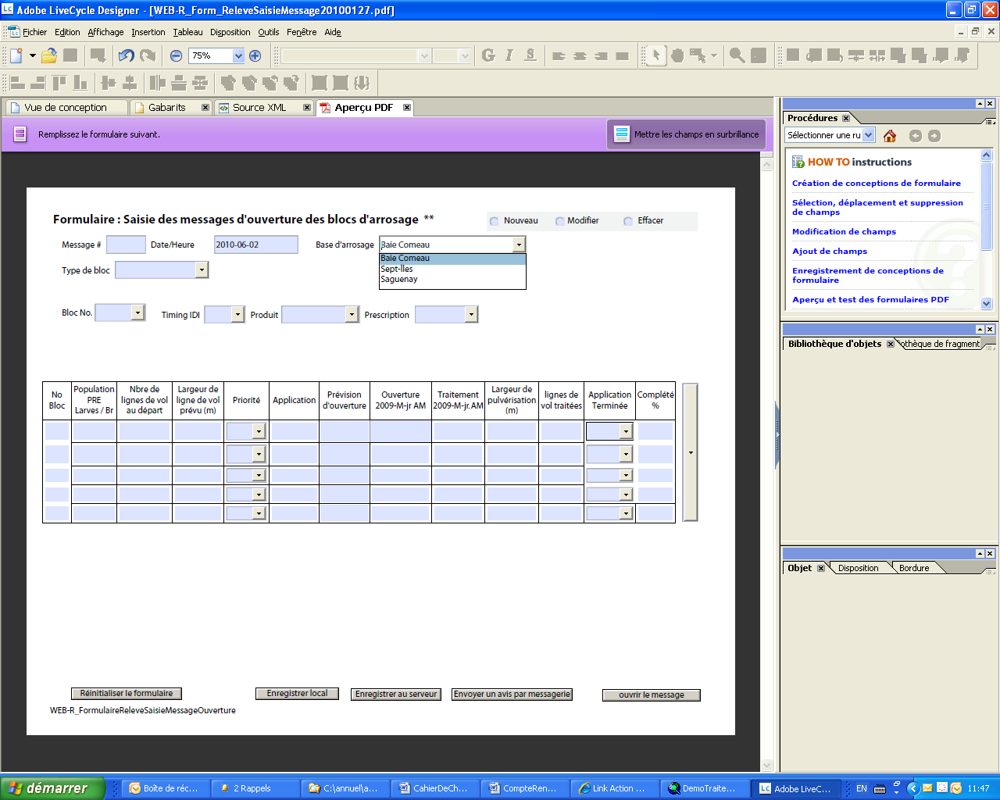 Adobe LiveCycle Designer - [WEB-R_Form_ReleveSaisieMessage20100127.pdf]
Fichier Edition Affichage Insertion Tableau Disposition Outils Fenêtre Aide
75%
G I S
Vue de conception Gabarits Source XML Aperçu PDF
Remplissez le formulaire suivant. Mettre les champs en surbrillance
Formulaire : Saisie des messages d'ouverture des blocs d'arrosage **
Nouveau Modifier Effacer
Message # Date/Heure 2010-06-02 Base d'arrosage Baie Comeau
Baie Comeau
Sept-Îles
Saguenay
Type de bloc
Bloc No. Timing IDI Produit Prescription
No Bloc
Population PRE Larves / Br
Nbre de lignes de vol au départ
Largeur de ligne de vol prévu (m)
Priorité
Application
Prévision d'ouverture
Ouverture 2009-M-jr AM
Traitement 2009-M-jr. AM
Largeur de pulvérisation (m)
lignes de vol traitées
Application Terminée
Complété %
Réinitialiser le formulaire Enregistrer local Enregistrer au serveur Envoyer un avis par messagerie ouvrir le message
WEB-R_FormulaireReleveSaisieMessageOuverture
Procédures
Sélectionner une ru
HOW TO instructions
Création de conceptions de formulaire
Sélection, déplacement et suppression
de champs
Modification de champs
Ajout de champs
Enregistrement de conceptions de
formulaire
Aperçu et test des formulaires PDF
Bibliothèque d'objets iothèque de fragment
Objet Disposition Bordure
démarrer Boîte de réc... 2 Rappels C:\annuel\a... CahierDeCh... CompteRen... Link Action ... DemoTraite... Adobe LiveC... EN 11:47